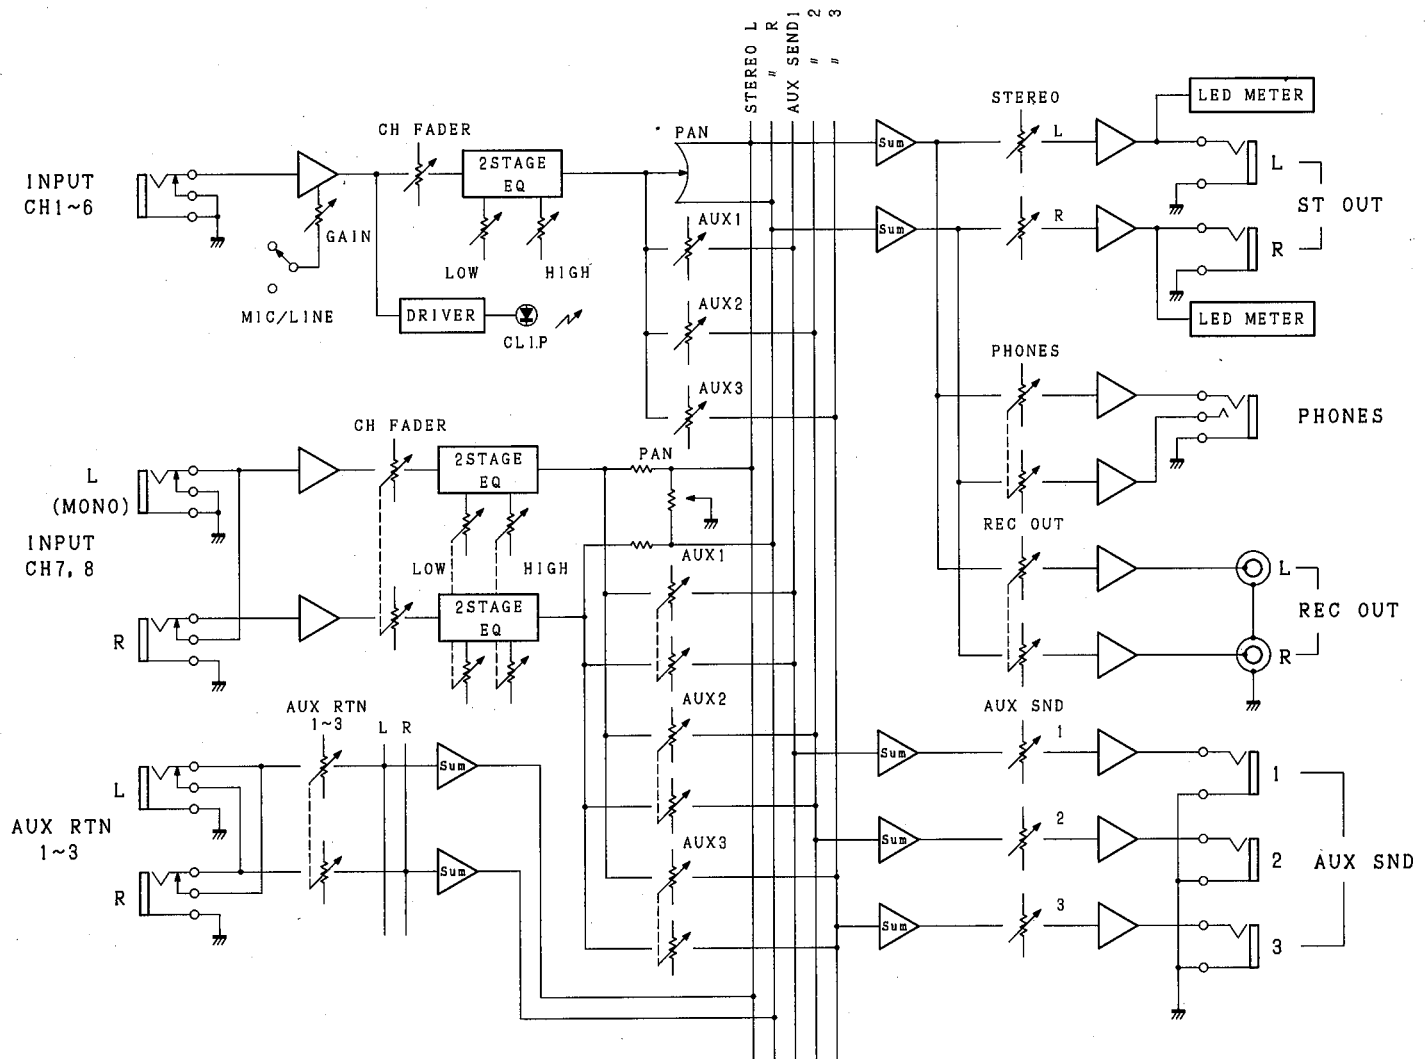 STEREO L
〃 R
AUX SEND1
〃 2
〃 3
INPUT
CH1~6
GAIN
MIC/LINE
CH FADER
2STAGE
EQ
LOW
HIGH
DRIVER
CLIP
PAN
AUX1
AUX2
AUX3
L
(MONO)
INPUT
CH7, 8
R
CH FADER
2STAGE
EQ
LOW
HIGH
2STAGE
EQ
PAN
AUX1
AUX2
AUX3
AUX RTN
1~3
L R
L
AUX RTN
1~3
R
Sum
Sum
Sum
Sum
STEREO
L
R
LED METER
L
ST OUT
R
LED METER
PHONES
PHONES
REC OUT
L
REC OUT
R
AUX SND
Sum
1
1
Sum
2
2
AUX SND
Sum
3
3